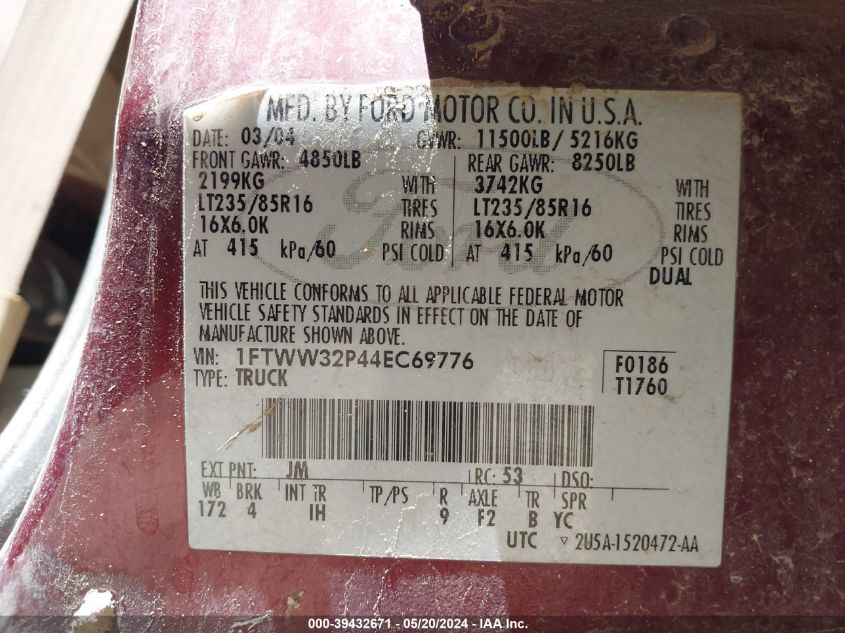 MFD. BY FORD MOTOR CO. IN U.S.A.
DATE: 03/04 GVWR: 11500LB/ 5216KG
FRONT GAWR: 4850LB REAR GAWR: 8250LB
2199KG WITH 3742KG WITH
LT235/85R16 TIRES LT235/85R16 TIRES
16X6.0K RIMS 16X6.0K RIMS
AT 415 kPa/60 PSI COLD AT 415 kPa/60 PSI COLD
DUAL
Ford
THIS VEHICLE CONFORMS TO ALL APPLICABLE FEDERAL MOTOR
VEHICLE SAFETY STANDARDS IN EFFECT ON THE DATE OF
MANUFACTURE SHOWN ABOVE.
VIN: 1FTWW32P44EC69776 F0186
TYPE: TRUCK T1760
EXT PNT: JM RC: 53 DSO:
WB BRK INT TR TP/PS R AXLE TR SPR
172 4 IH 9 F2 B YC
UTC ▽ 2U5A-1520472-AA
000-39432671 - 05/20/2024 - IAA Inc.